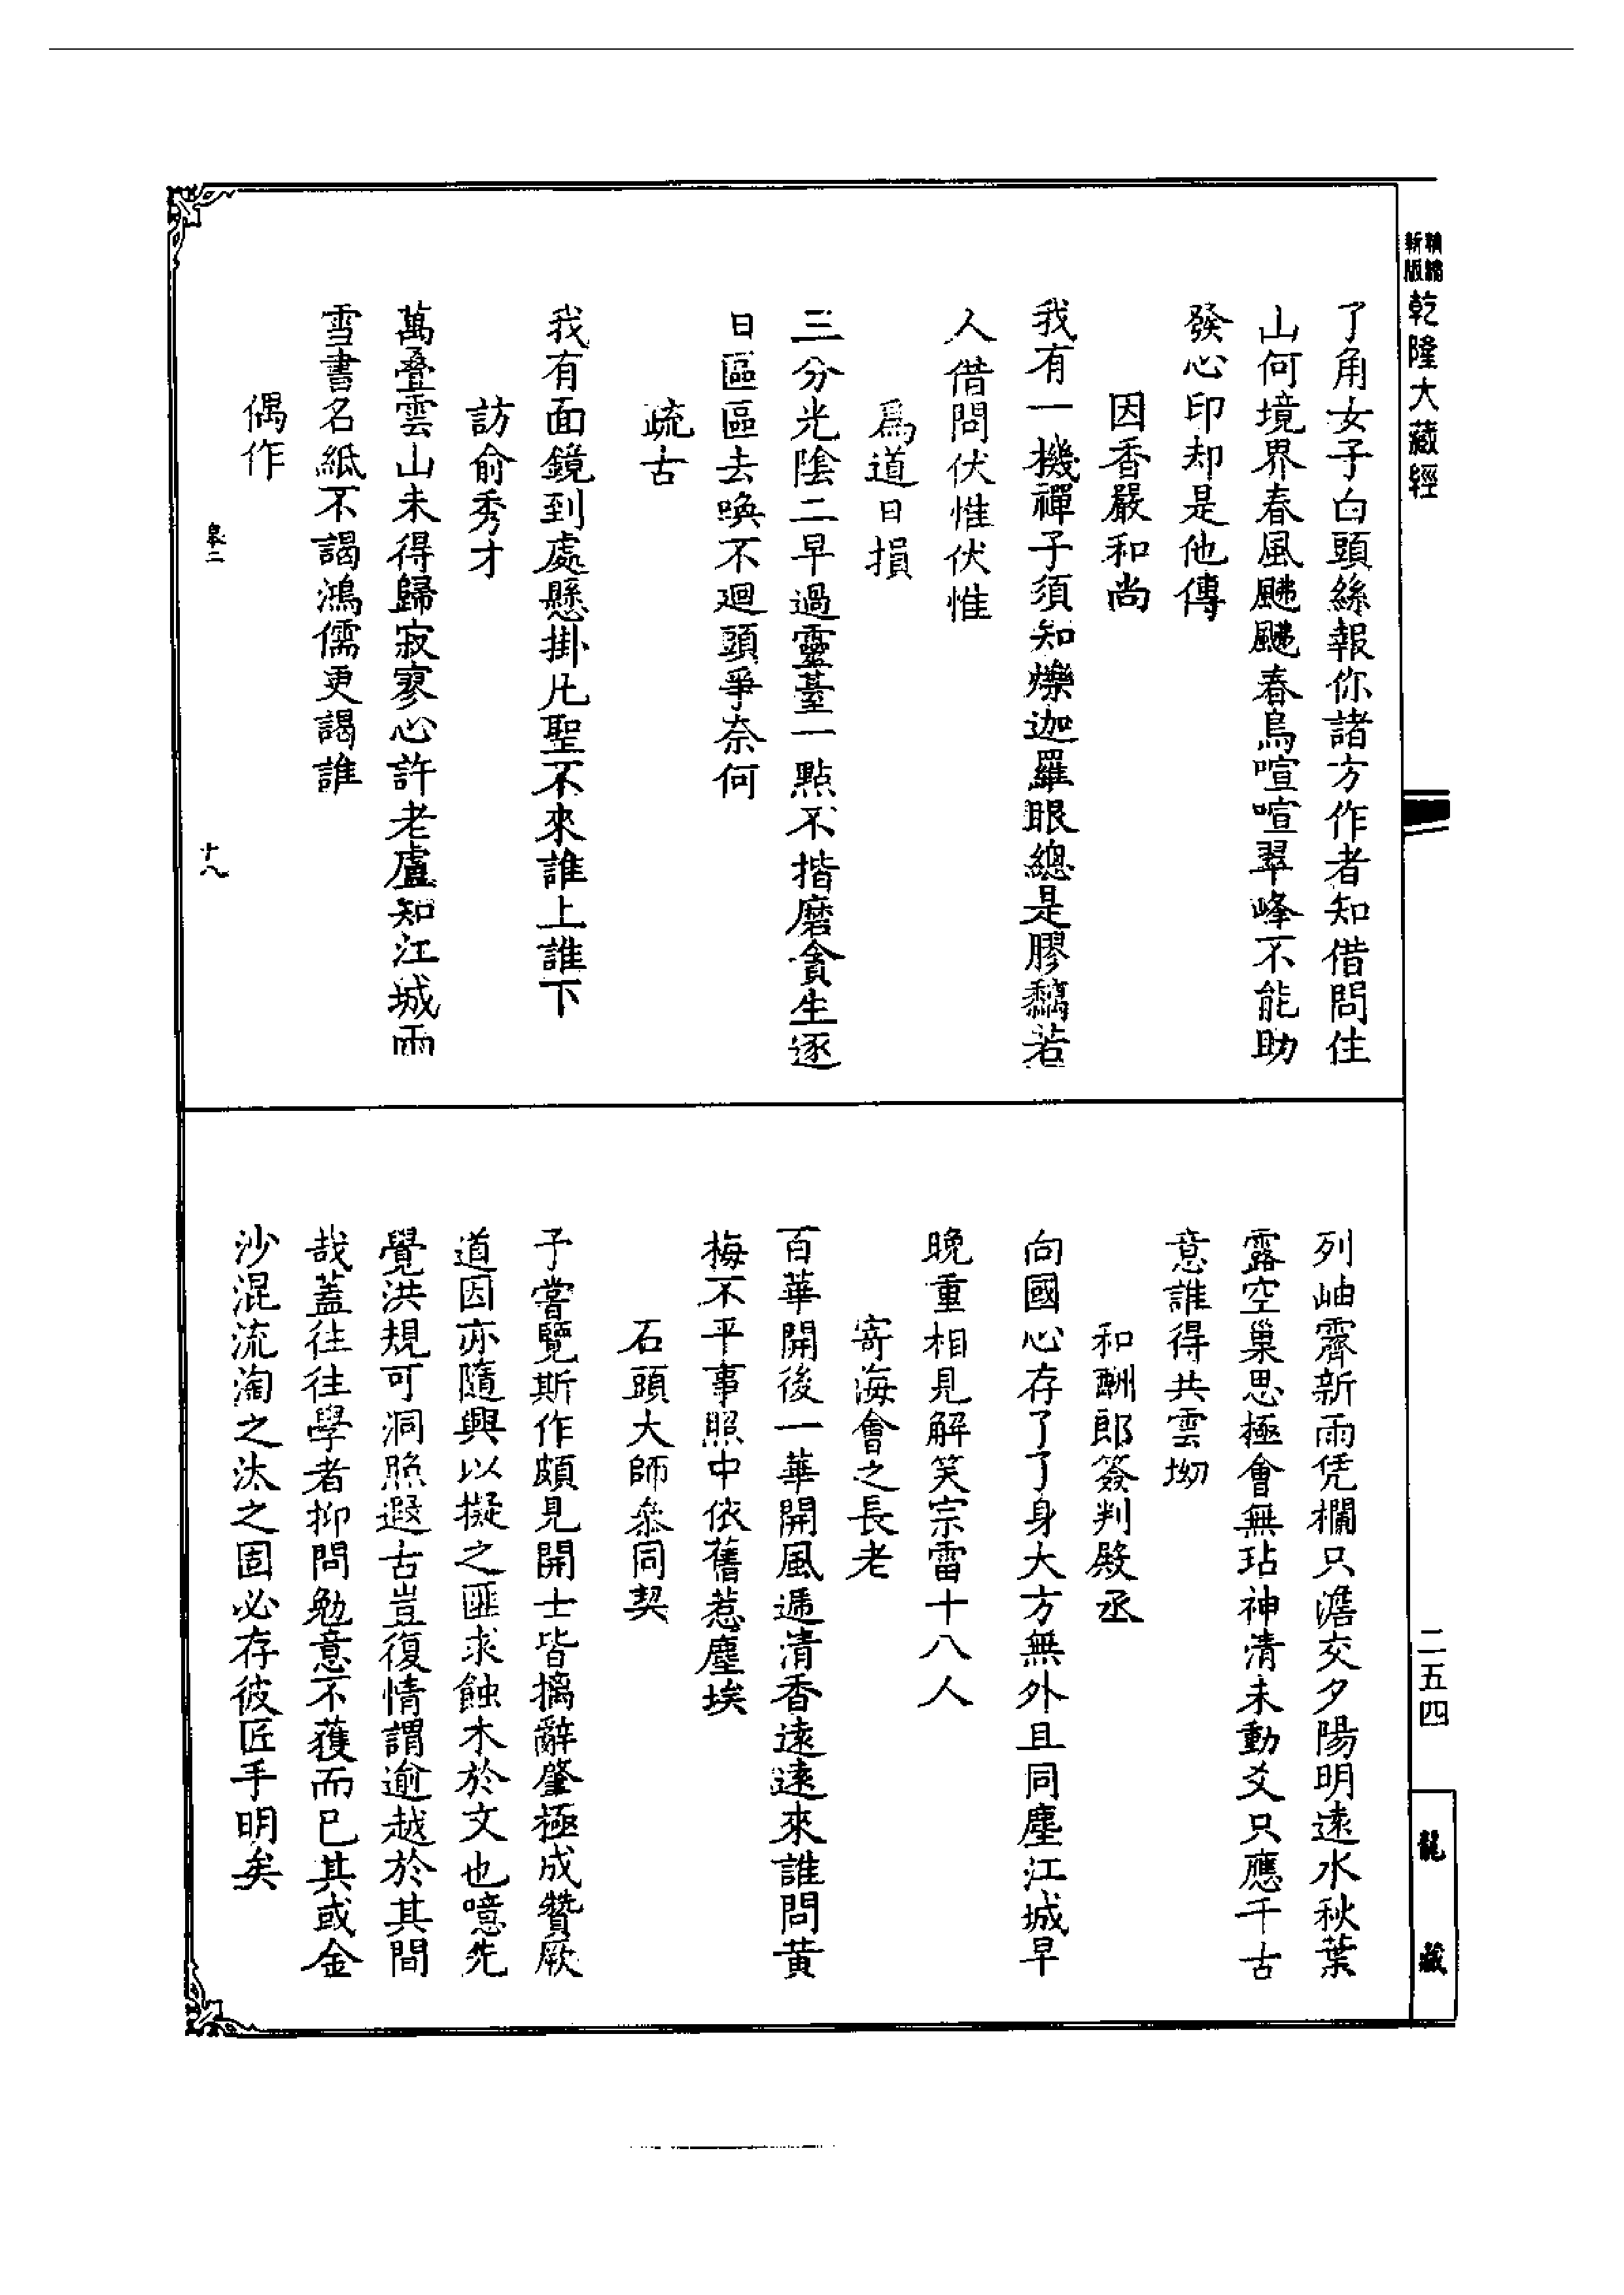 精縮
新版
乾隆大藏經
了角女子白頭絲報你諸方作者知借問住
山何境界春風颺颺春鳥喧喧翠峰不能助
發心印却是他傳
因香嚴和尚
我有一機禪子須知爍迦羅眼總是膠黐若
人借問伏惟伏惟
爲道日損
三分光陰二早過靈臺一點不揩磨貪生逐
日區區去喚不迴頭爭奈何
疏古
我有面鏡到處懸掛凡聖不來誰上誰下
訪俞秀才
萬疊雲山未得歸寂寥心許老盧知江城雨
雪書名紙不謁鴻儒更謁誰
偶作
十八
列岫霽新雨凭欄只澹交夕陽明遠水秋葉
露空巢思極會無玷神清未動爻只應千古
意誰得共雲坳
和酬郎簽判殿丞
向國心存了了身大方無外且同塵江城早
晚重相見解笑宗雷十八人
寄海會之長老
百華開後一華開風遞清香遠遠來誰問黃
梅不平事照中依舊惹塵埃
石頭大師叅同契
予嘗覽斯作頗見開士皆摛辭肇極成贊厥
道因亦隨興以擬之匪求蝕木於文也噫先
覺洪規可洞照遐古豈復情謂逾越於其間
哉蓋往往學者抑問勉意不獲而已其或金
沙混流淘之汰之固必存彼匠手明矣
二五四
龍藏